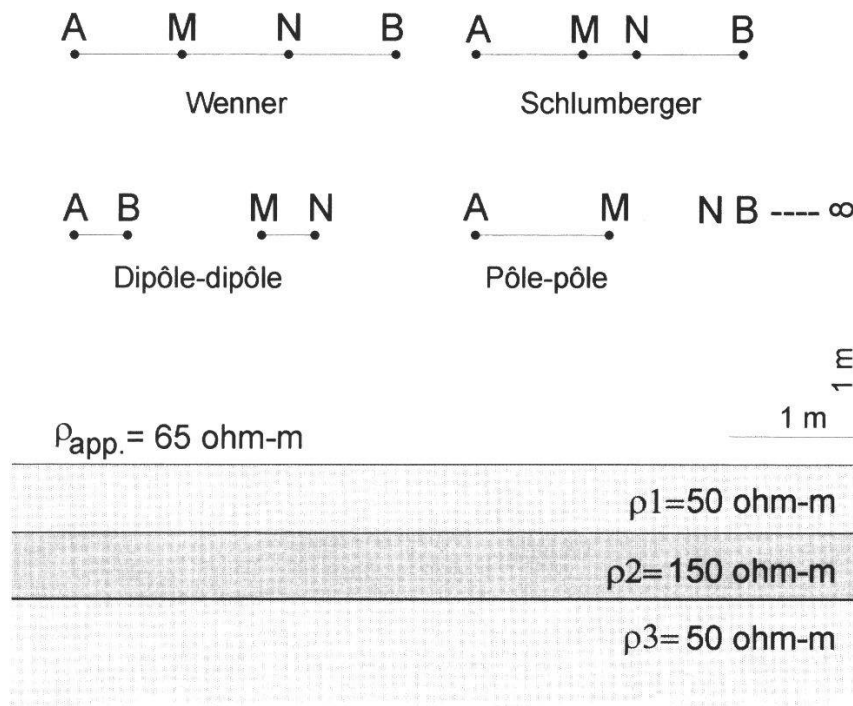 A M N B
Wenner
A M N B
Schlumberger
A B M N
Dipôle-dipôle
A M N B ---- ∞
Pôle-pôle
1 m
1 m
ρapp.= 65 ohm-m
ρ1=50 ohm-m
ρ2=150 ohm-m
ρ3=50 ohm-m